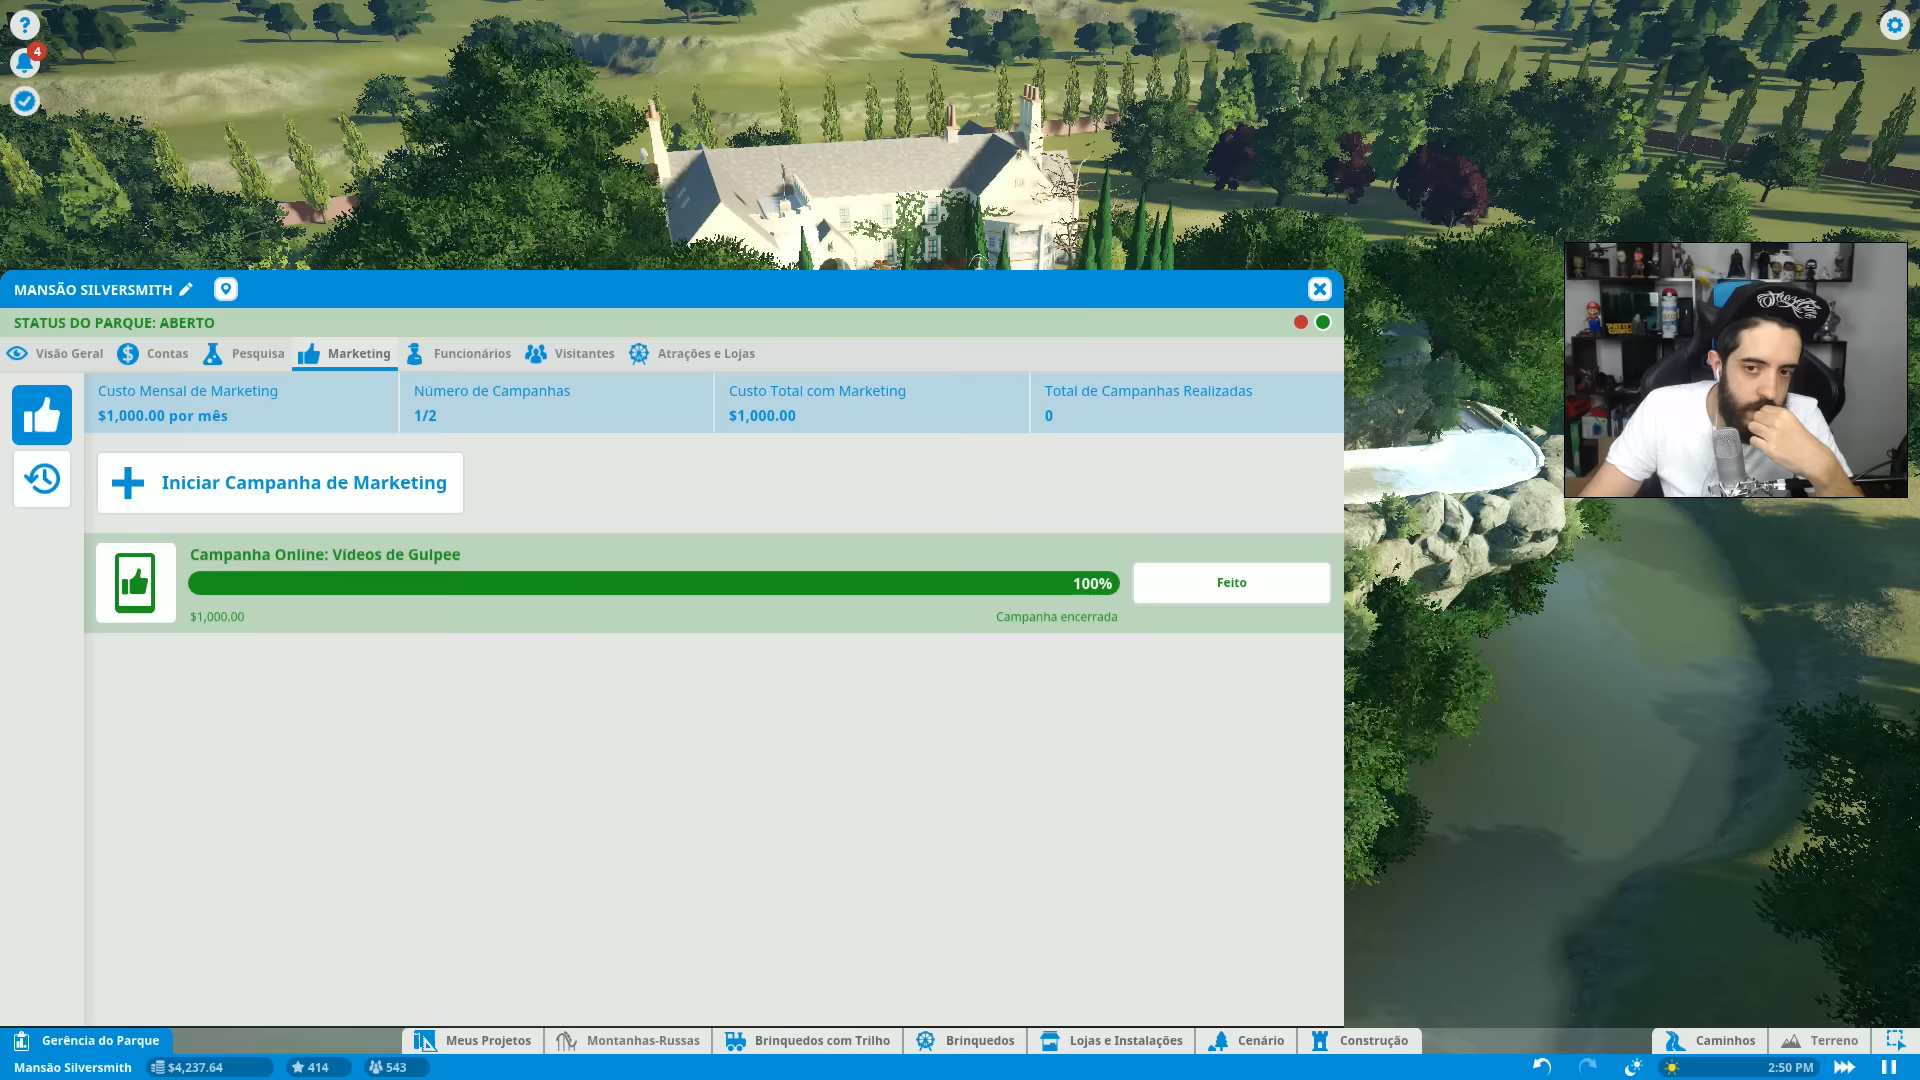 ?
4
MANSÃO SILVERSMITH
STATUS DO PARQUE: ABERTO
Visão Geral
Contas
Pesquisa
Marketing
Funcionários
Visitantes
Atrações e Lojas
Custo Mensal de Marketing
$1,000.00 por mês
Número de Campanhas
1/2
Custo Total com Marketing
$1,000.00
Total de Campanhas Realizadas
0
Iniciar Campanha de Marketing
Campanha Online: Vídeos de Gulpee
100%
Feito
$1,000.00
Campanha encerrada
Gerência do Parque
Meus Projetos
Montanhas-Russas
Brinquedos com Trilho
Brinquedos
Lojas e Instalações
Cenário
Construção
Caminhos
Terreno
Mansão Silversmith
$4,237.64
414
543
2:50 PM